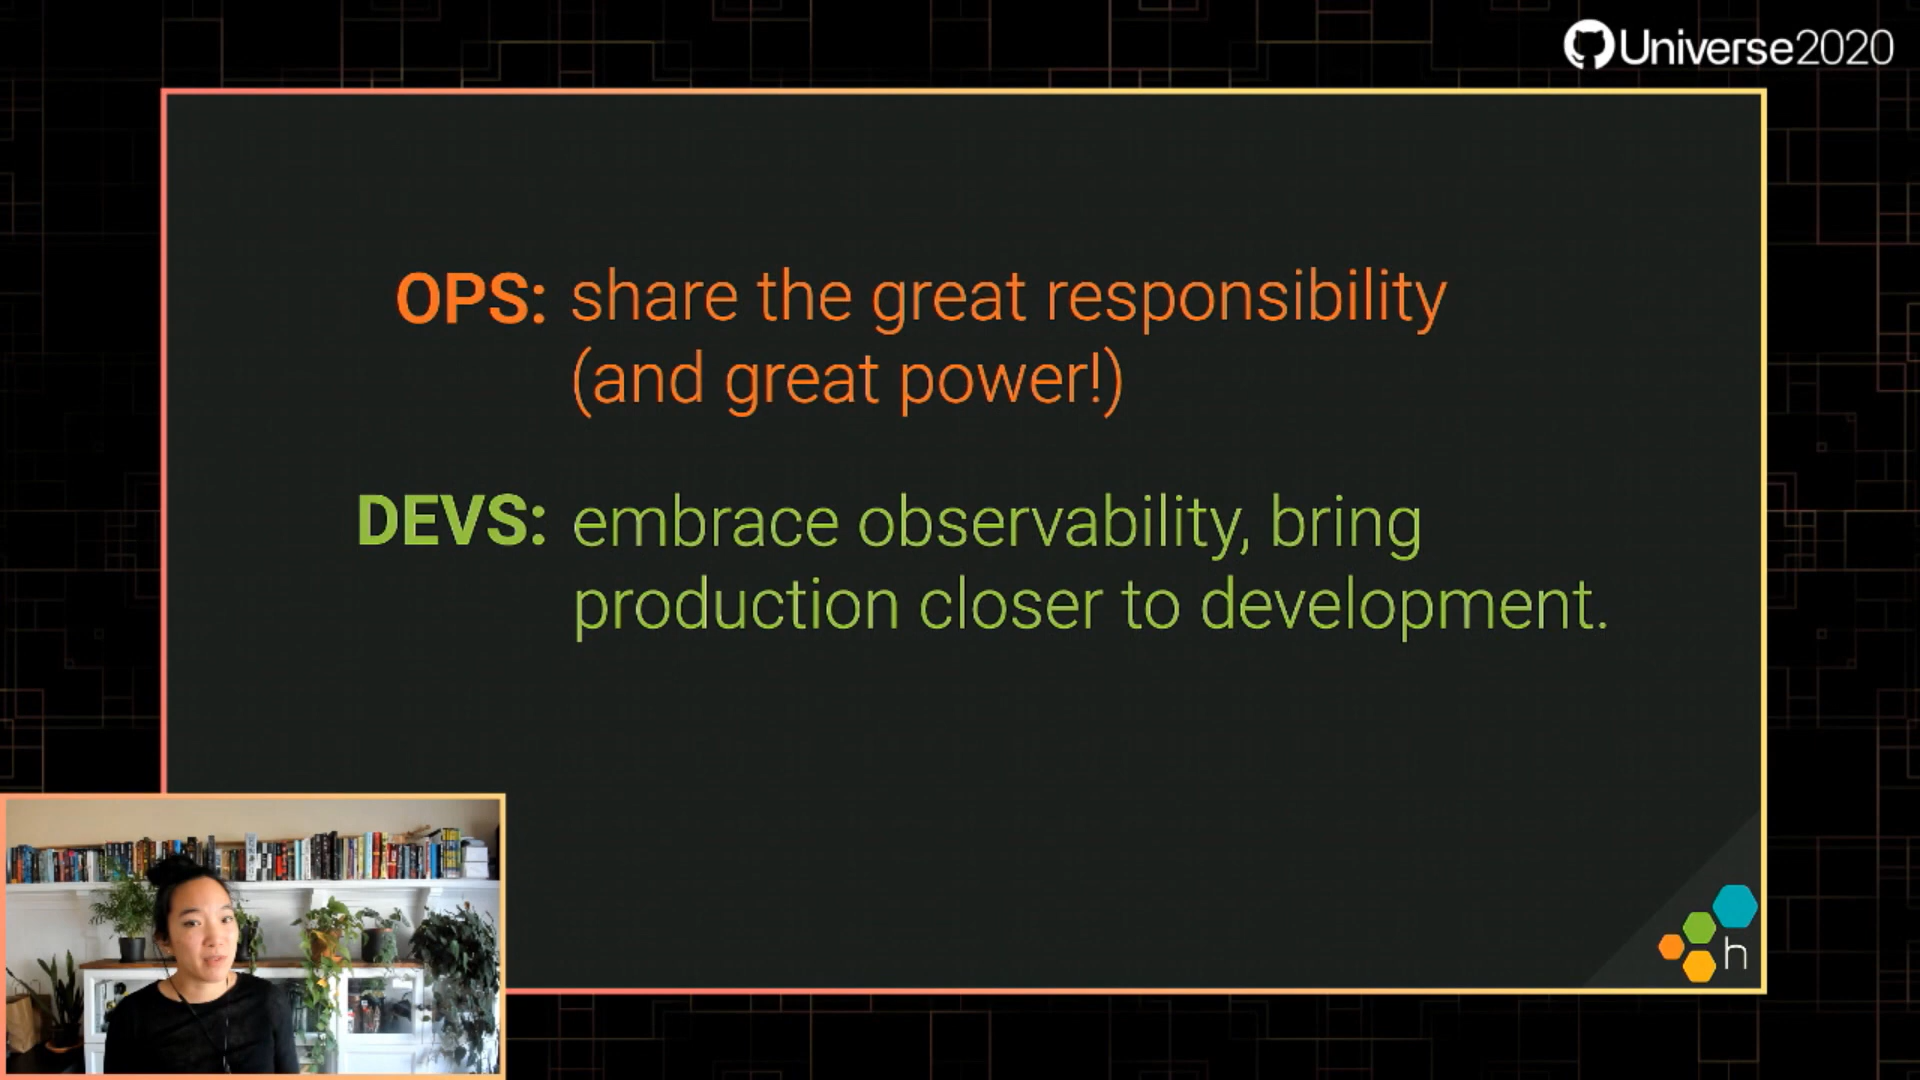 Universe2020
OPS: share the great responsibility
(and great power!)
DEVS: embrace observability, bring
production closer to development.
h